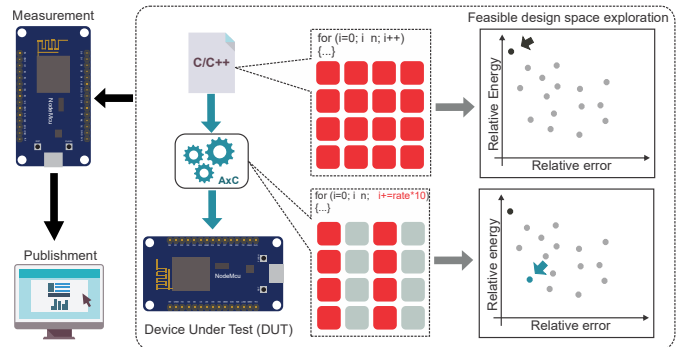 Measurement
NodeMcu
Publishment
C/C++
AxC
NodeMcu
Device Under Test (DUT)
for (i=0; i n; i++)
{...}
for (i=0; i n; i+=rate*10)
{...}
Feasible design space exploration
Relative Energy
Relative error
Relative energy
Relative error